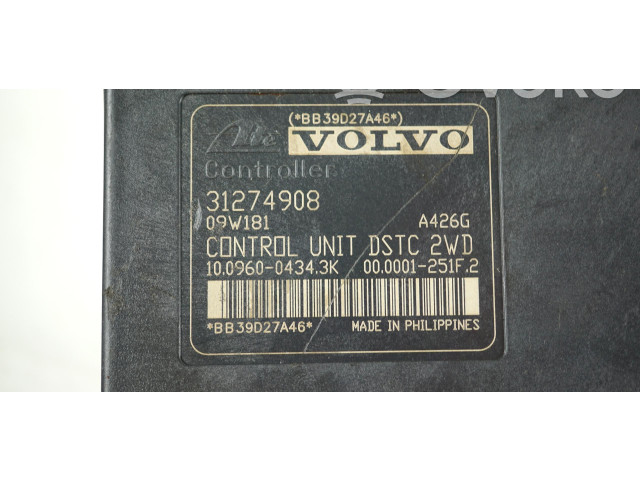 (*BB39D27A46*)
Ate VOLVO
Controller
31274908
09W181 A426G
CONTROL UNIT DSTC 2WD
10.0960-0434.3K 00.0001-251F.2
*BB39D27A46*
MADE IN PHILIPPINES